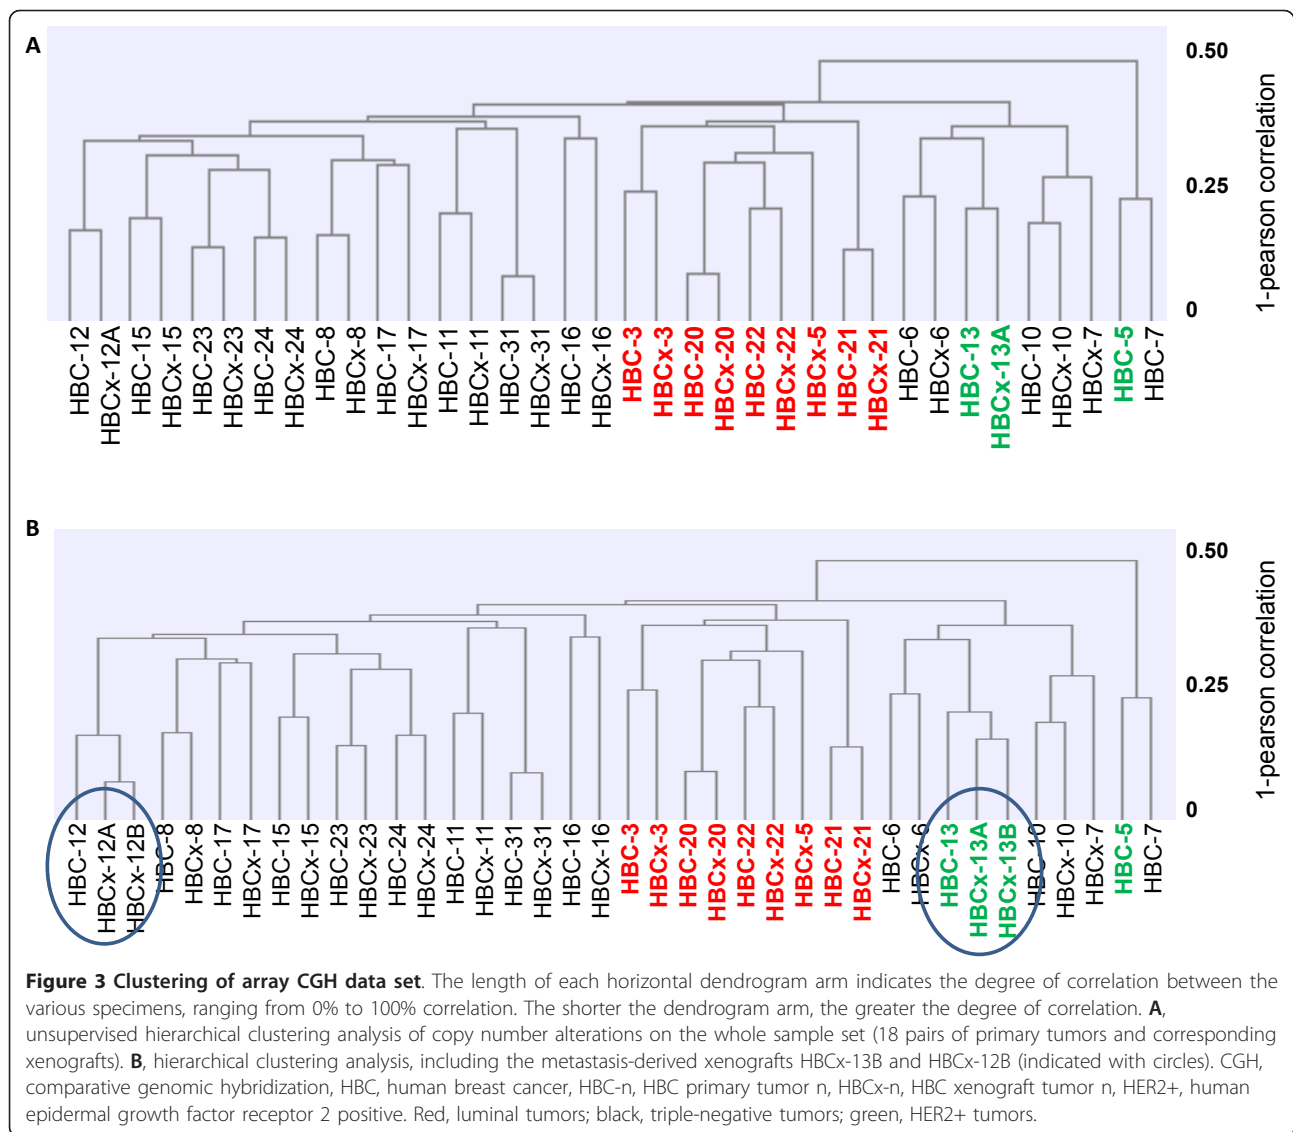 A
0.50
0.25
0
1-pearson correlation
HBC-12
HBCx-12A
HBC-15
HBCx-15
HBC-23
HBCx-23
HBC-24
HBCx-24
HBC-8
HBCx-8
HBC-17
HBCx-17
HBC-11
HBCx-11
HBC-31
HBCx-31
HBC-16
HBCx-16
HBC-3
HBCx-3
HBC-20
HBCx-20
HBC-22
HBCx-22
HBCx-5
HBC-21
HBCx-21
HBC-6
HBCx-6
HBC-13
HBCx-13A
HBC-10
HBCx-10
HBCx-7
HBC-5
HBC-7
B
0.50
0.25
0
1-pearson correlation
HBC-12
HBCx-12A
HBCx-12B
HBC-8
HBCx-8
HBC-17
HBCx-17
HBC-15
HBCx-15
HBC-23
HBCx-23
HBC-24
HBCx-24
HBC-11
HBCx-11
HBC-31
HBCx-31
HBC-16
HBCx-16
HBC-3
HBCx-3
HBC-20
HBCx-20
HBC-22
HBCx-22
HBCx-5
HBC-21
HBCx-21
HBC-6
HBCx-6
HBC-13
HBCx-13A
HBCx-13B
HBC-10
HBCx-10
HBCx-7
HBC-5
HBC-7
Figure 3 Clustering of array CGH data set. The length of each horizontal dendrogram arm indicates the degree of correlation between the
various specimens, ranging from 0% to 100% correlation. The shorter the dendrogram arm, the greater the degree of correlation. A,
unsupervised hierarchical clustering analysis of copy number alterations on the whole sample set (18 pairs of primary tumors and corresponding
xenografts). B, hierarchical clustering analysis, including the metastasis-derived xenografts HBCx-13B and HBCx-12B (indicated with circles). CGH,
comparative genomic hybridization, HBC, human breast cancer, HBC-n, HBC primary tumor n, HBCx-n, HBC xenograft tumor n, HER2+, human
epidermal growth factor receptor 2 positive. Red, luminal tumors; black, triple-negative tumors; green, HER2+ tumors.